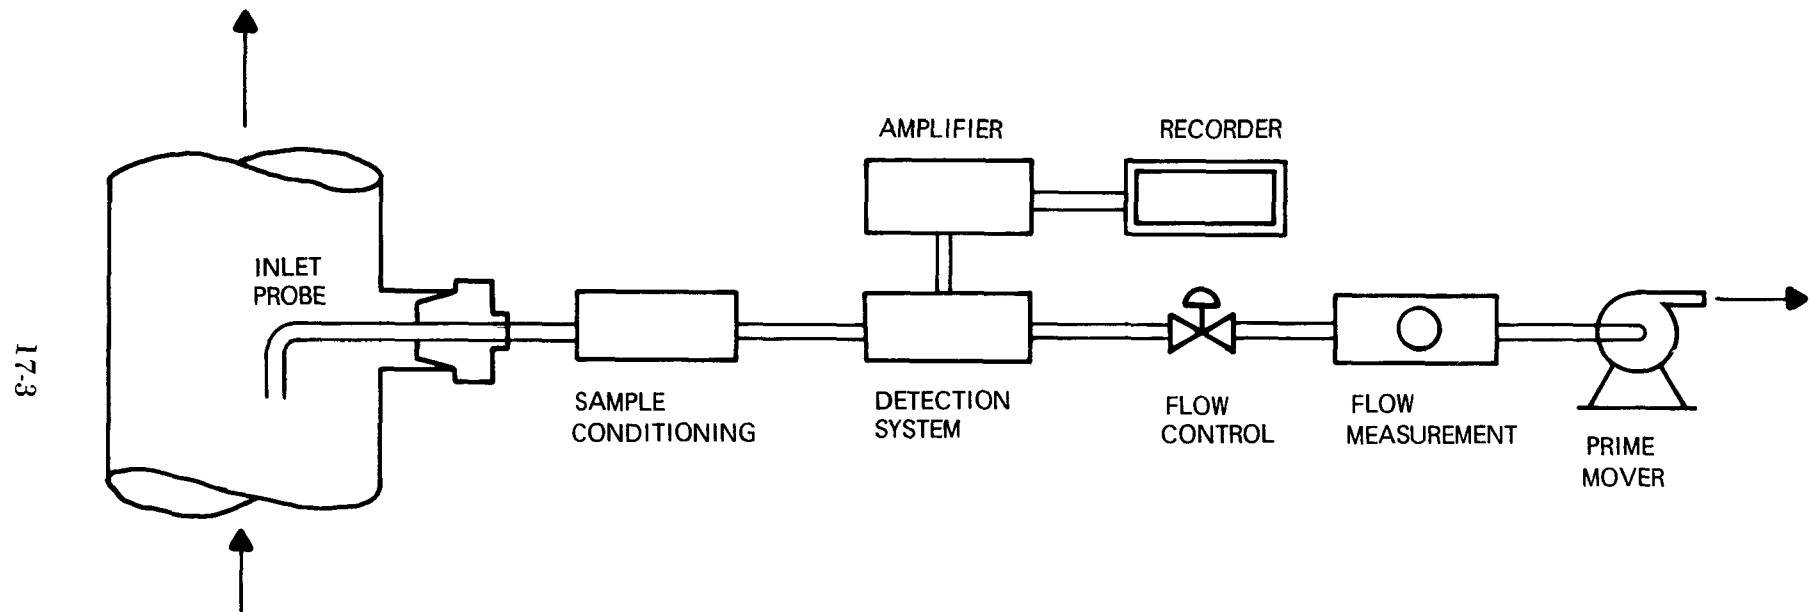 AMPLIFIER
RECORDER
INLET
PROBE
SAMPLE
CONDITIONING
DETECTION
SYSTEM
FLOW
CONTROL
FLOW
MEASUREMENT
PRIME
MOVER
17-3